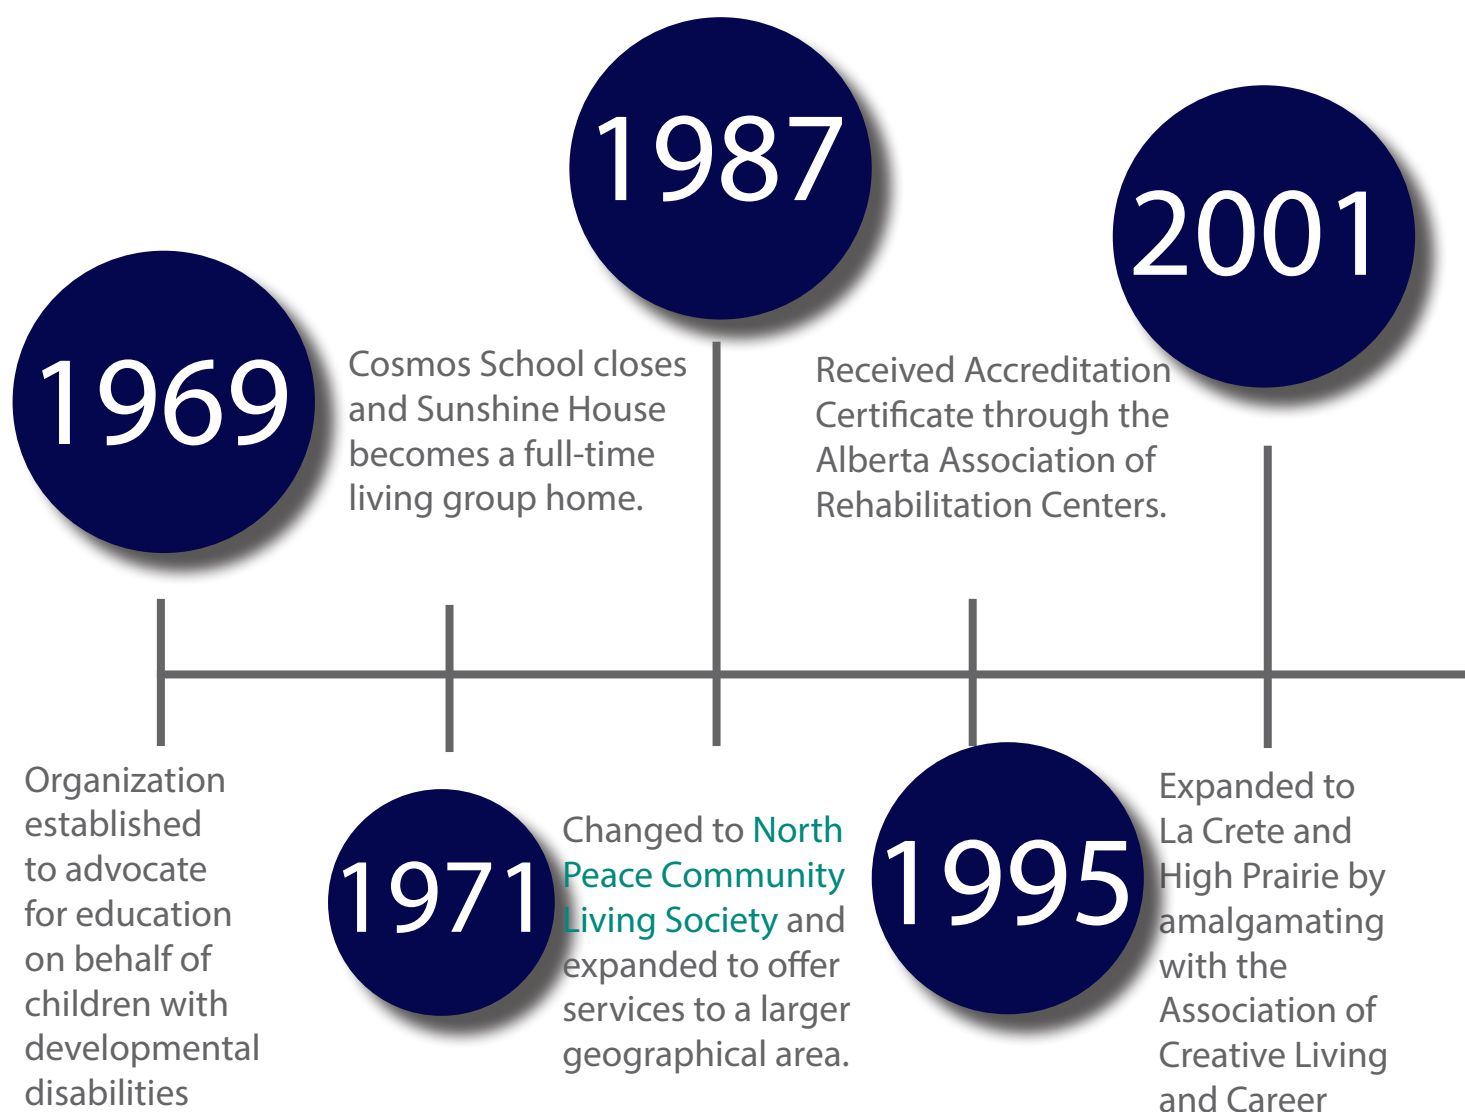 1969
Organization
established
to advocate
for education
on behalf of
children with
developmental
disabilities
Cosmos School closes
and Sunshine House
becomes a full-time
living group home.
1971
1987
Changed to North
Peace Community
Living Society and
expanded to offer
services to a larger
geographical area.
Received Accreditation
Certificate through the
Alberta Association of
Rehabilitation Centers.
1995
2001
Expanded to
La Crete and
High Prairie by
amalgamating
with the
Association of
Creative Living
and Career